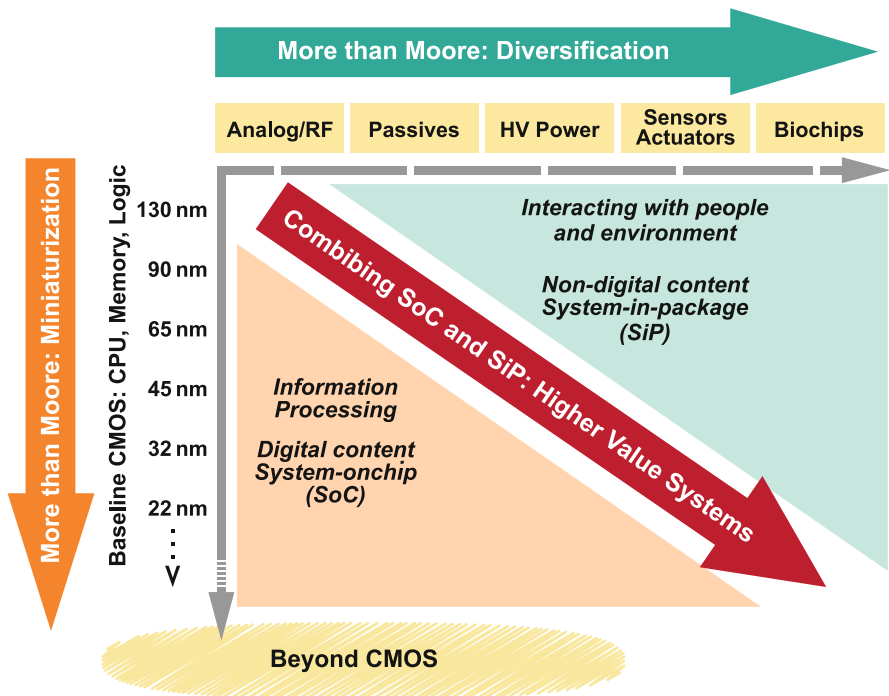 More than Moore: Diversification
Analog/RF
Passives
HV Power
Sensors
Actuators
Biochips
More than Moore: Miniaturization
Baseline CMOS: CPU, Memory, Logic
130 nm
90 nm
65 nm
45 nm
32 nm
22 nm
Interacting with people
and environment
Non-digital content
System-in-package
(SiP)
Combibing SoC and SiP: Higher Value Systems
Information
Processing
Digital content
System-onchip
(SoC)
Beyond CMOS